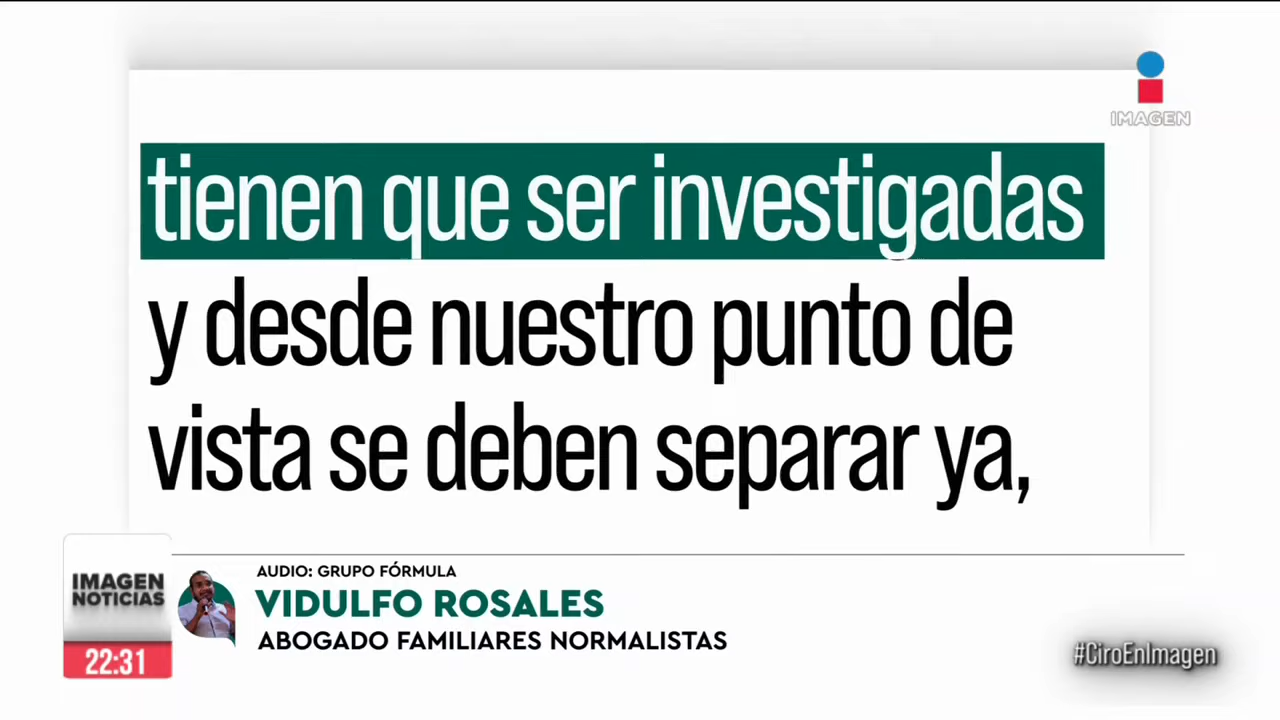 IMAGEN
tienen que ser investigadas
y desde nuestro punto de
vista se deben separar ya,
AUDIO: GRUPO FÓRMULA
VIDULFO ROSALES
ABOGADO FAMILIARES NORMALISTAS
IMAGEN
NOTICIAS
22:31
#CiroEnImagen